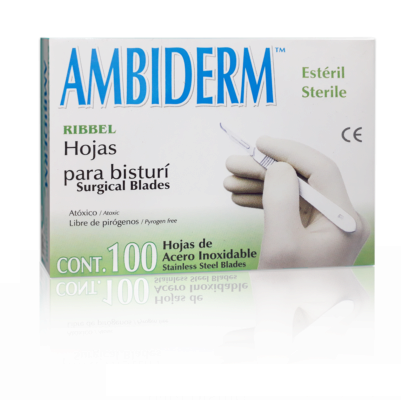 AMBIDERM™
Estéril
Sterile
RIBBEL
Hojas
para bisturí
Surgical Blades
CE
Atóxico / Atoxic
Libre de pirógenos / Pyrogen free
CONT. 100
Hojas de
Acero Inoxidable
Stainless Steel Blades
AMBIDERM